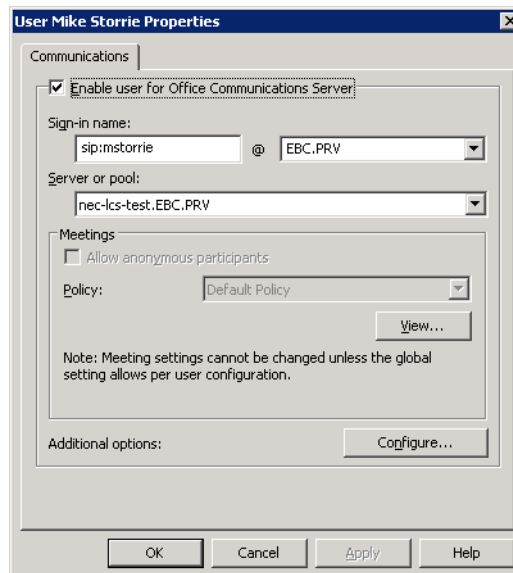 User Mike Storrie Properties
Communications
Enable user for Office Communications Server
Sign-in name:
sip:mstorrie @ EBC.PRV
Server or pool:
nec-lcs-test.EBC.PRV
Meetings
Allow anonymous participants
Policy: Default Policy
View...
Note: Meeting settings cannot be changed unless the global
setting allows per user configuration.
Additional options: Configure...
OK Cancel Apply Help